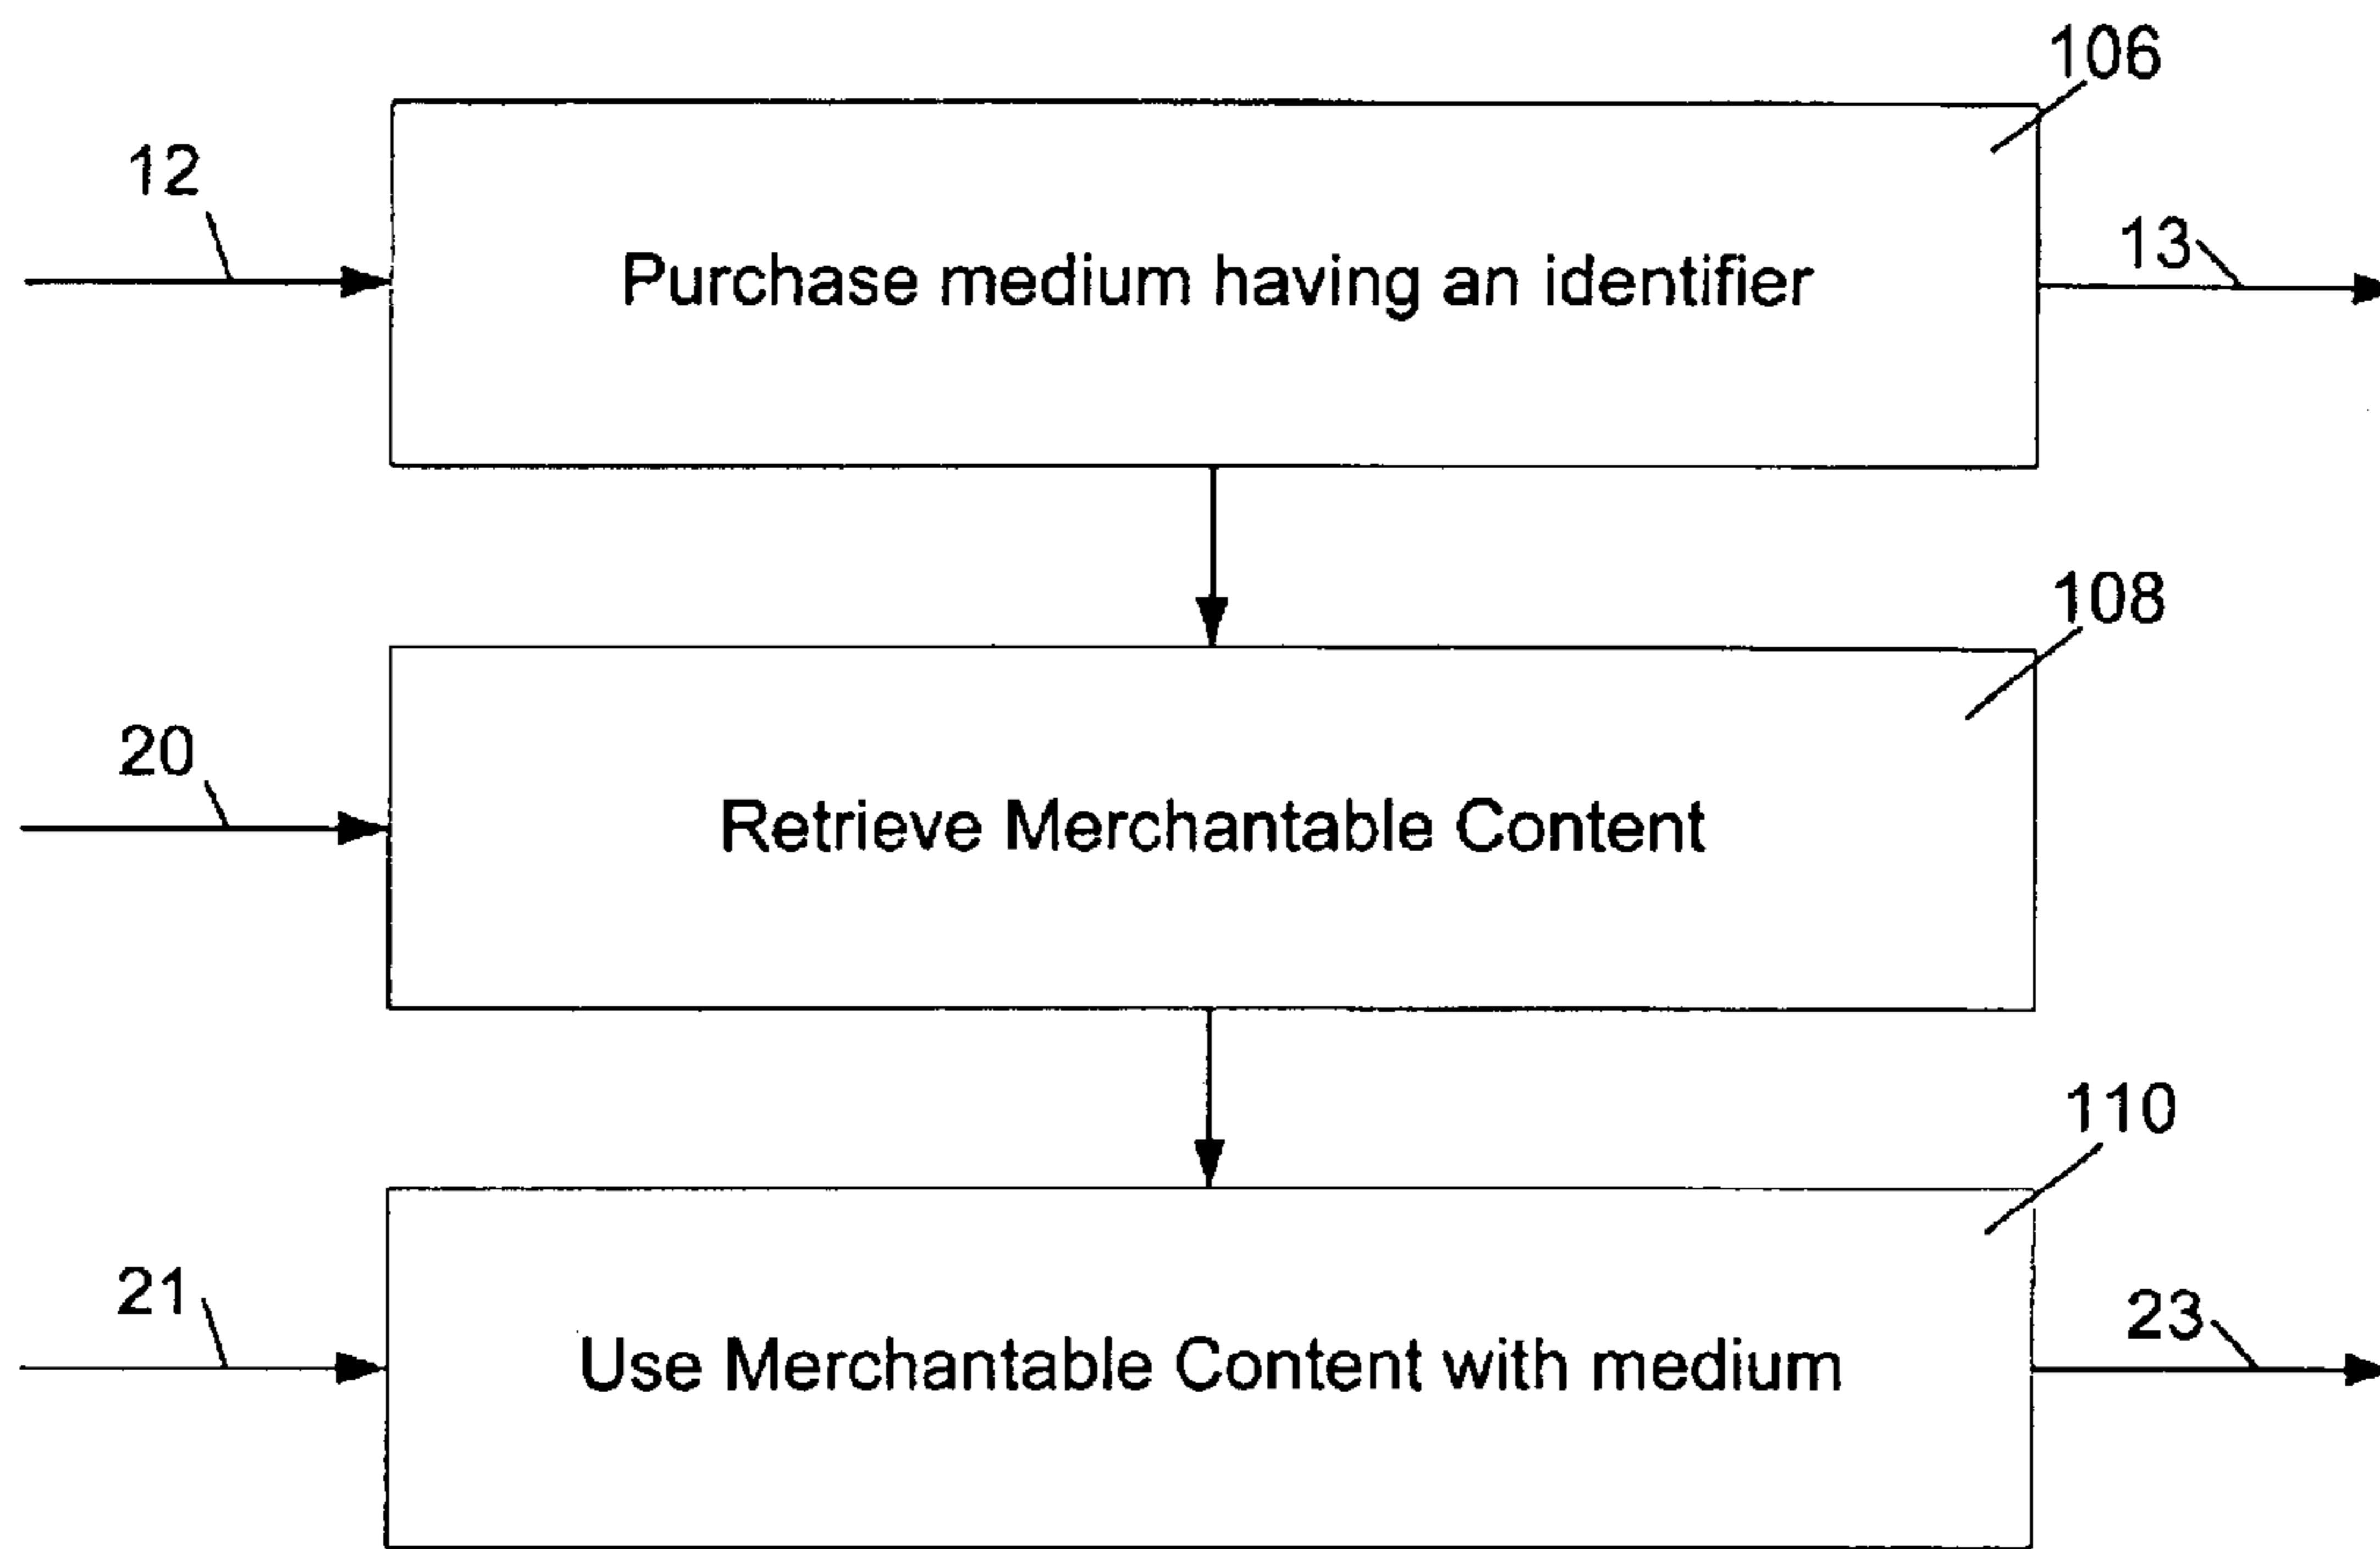 106
12
13
Purchase medium having an identifier
108
20
Retrieve Merchantable Content
110
21
23
Use Merchantable Content with medium